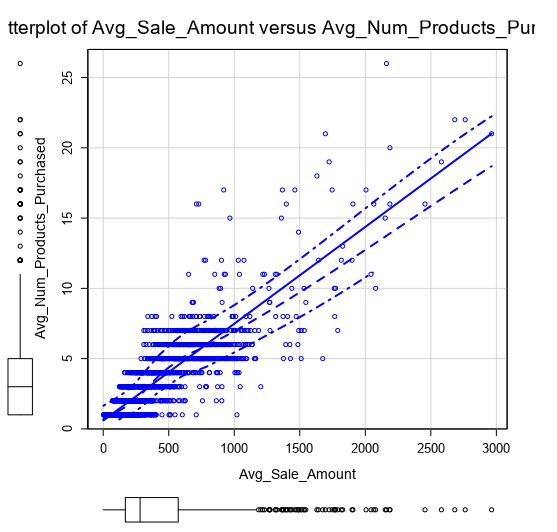 tterplot of Avg_Sale_Amount versus Avg_Num_Products_Pur
25
20
15
10
5
0
Avg_Num_Products_Purchased
0 500 1000 1500 2000 2500 3000
Avg_Sale_Amount